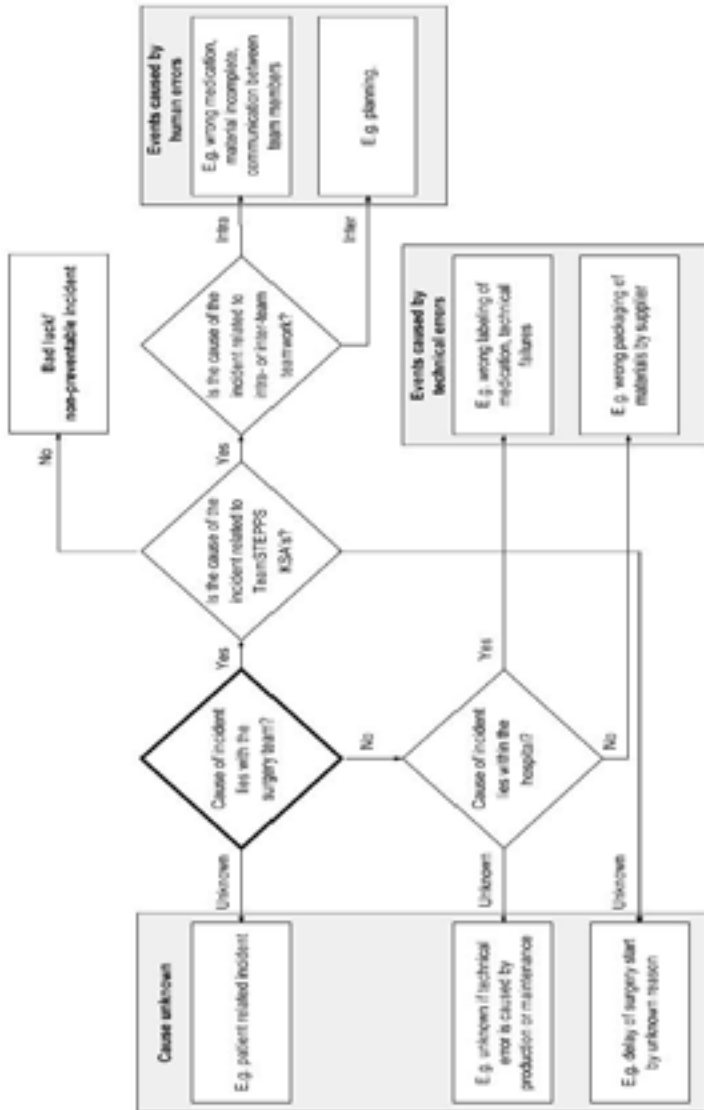 Cause unknown
E.g. patient related incident
E.g. unknown if technical
error is caused by
production or maintenance
E.g. delay of surgery start
by unknown reason
Unknown
Unknown
Unknown
Cause of incident
lies with the
surgery team?
Yes
No
Cause of incident
lies within the
hospital?
Yes
No
Is the cause of the
incident related to
TeamSTEPPS
KSA's?
No
Yes
Bad luck/
non-preventable incident
Is the cause of the
incident related to
intra- or inter-team
teamwork?
Intra
Inter
Events caused by
human errors
E.g. wrong medication,
material incomplete,
communication between
team members
E.g. planning.
Events caused by
technical errors
E.g. wrong labeling of
medication, technical
failures
E.g. wrong packaging of
materials by supplier